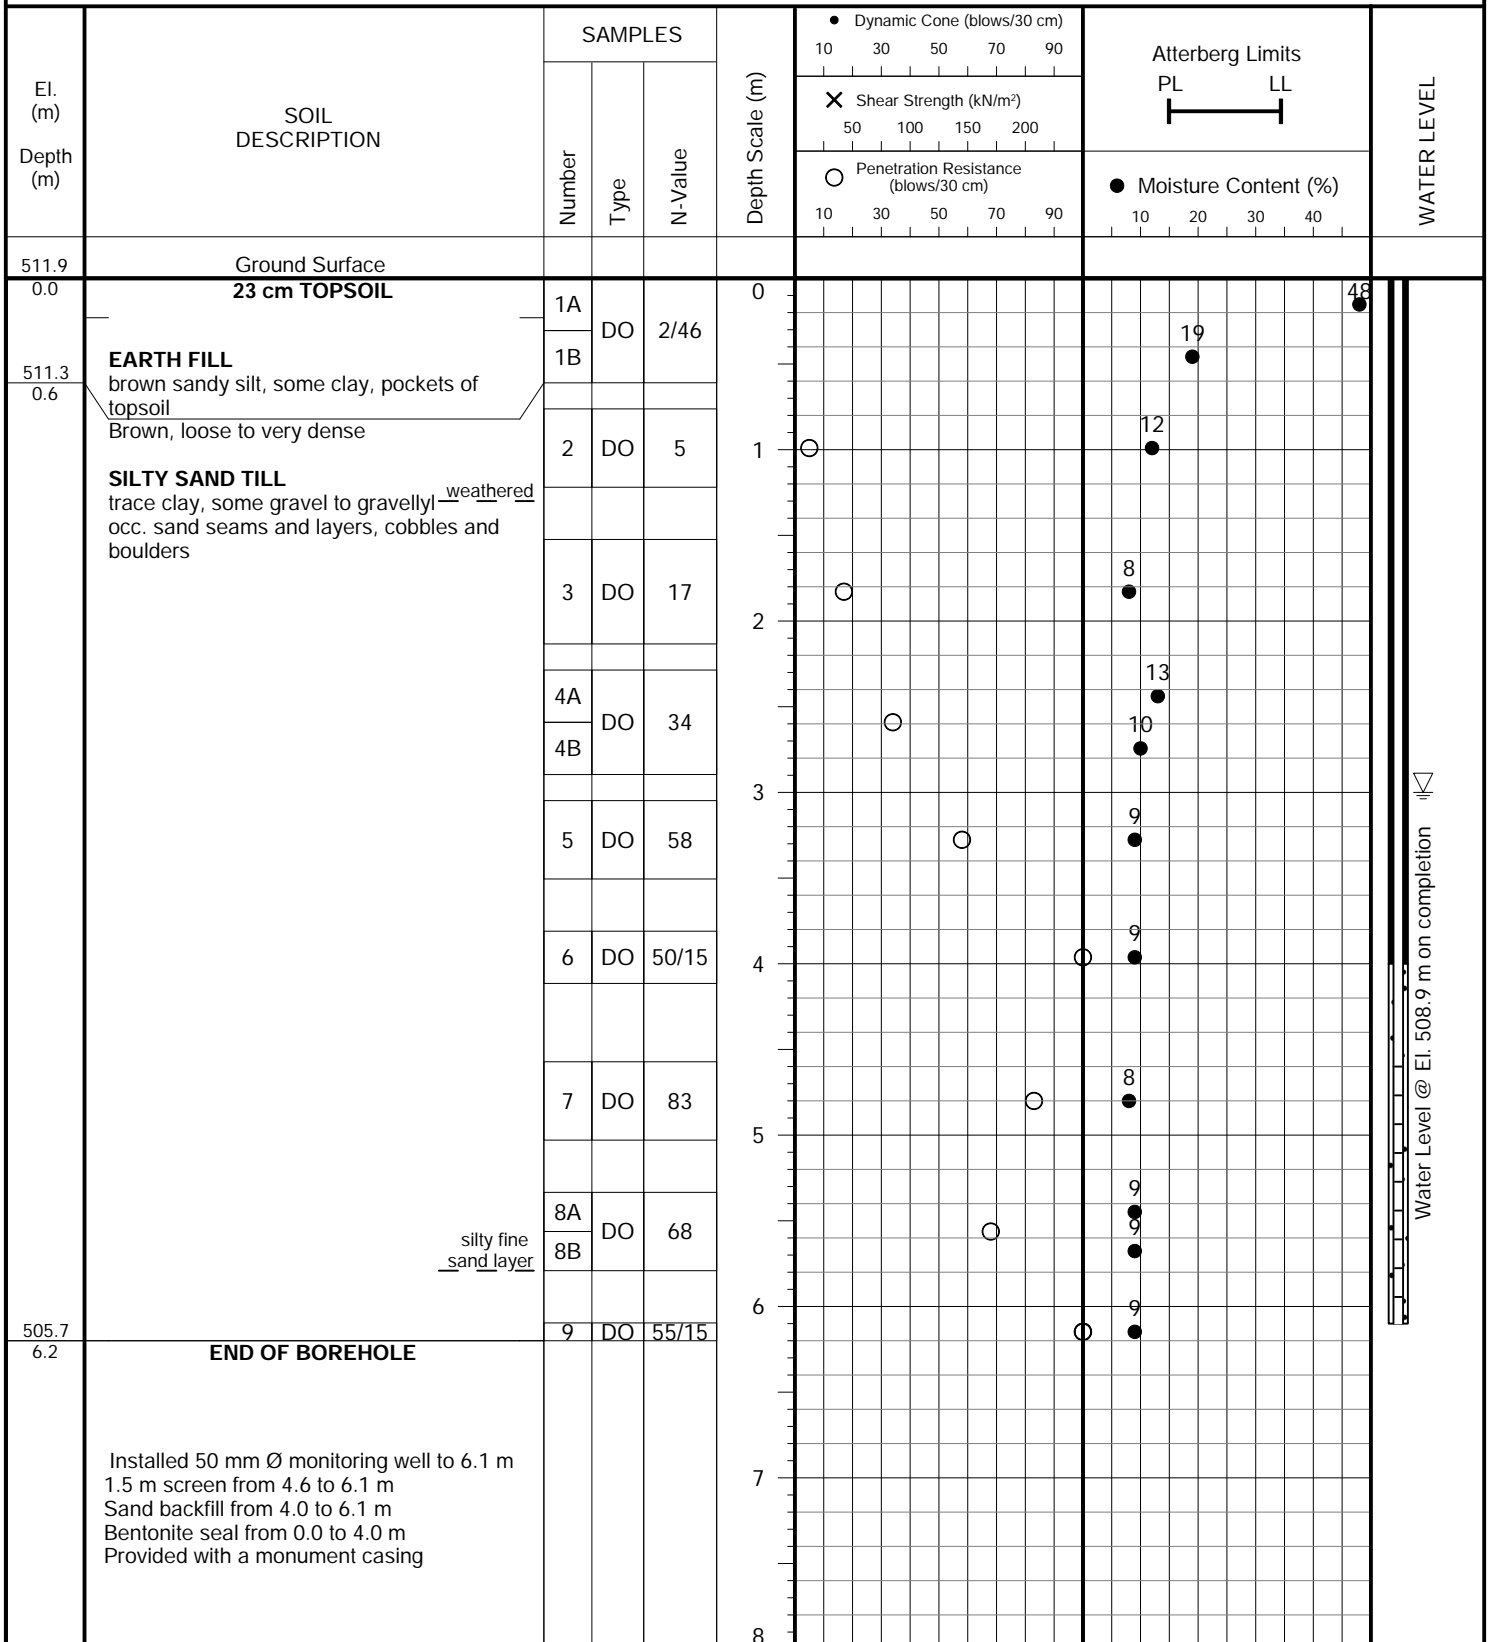 El.
(m)
Depth
(m)
SOIL
DESCRIPTION
SAMPLES
Number
Type
N-Value
Depth Scale (m)
Dynamic Cone (blows/30 cm)
10 30 50 70 90
Shear Strength (kN/m²)
50 100 150 200
Penetration Resistance
(blows/30 cm)
10 30 50 70 90
Atterberg Limits
PL LL
Moisture Content (%)
10 20 30 40
WATER LEVEL
511.9
Ground Surface
0.0
23 cm TOPSOIL
EARTH FILL
brown sandy silt, some clay, pockets of
topsoil
511.3
0.6
Brown, loose to very dense
SILTY SAND TILL
trace clay, some gravel to gravellyl
weathered
occ. sand seams and layers, cobbles and
boulders
silty fine
sand layer
505.7
6.2
END OF BOREHOLE
Installed 50 mm Ø monitoring well to 6.1 m
1.5 m screen from 4.6 to 6.1 m
Sand backfill from 4.0 to 6.1 m
Bentonite seal from 0.0 to 4.0 m
Provided with a monument casing
1A
1B
DO 2/46
2 DO 5
3 DO 17
4A
4B
DO 34
5 DO 58
6 DO 50/15
7 DO 83
8A
8B
DO 68
9 DO 55/15
0
1
2
3
4
5
6
7
8
48
19
12
8
13
10
9
9
8
9
9
9
Water Level @ El. 508.9 m on completion